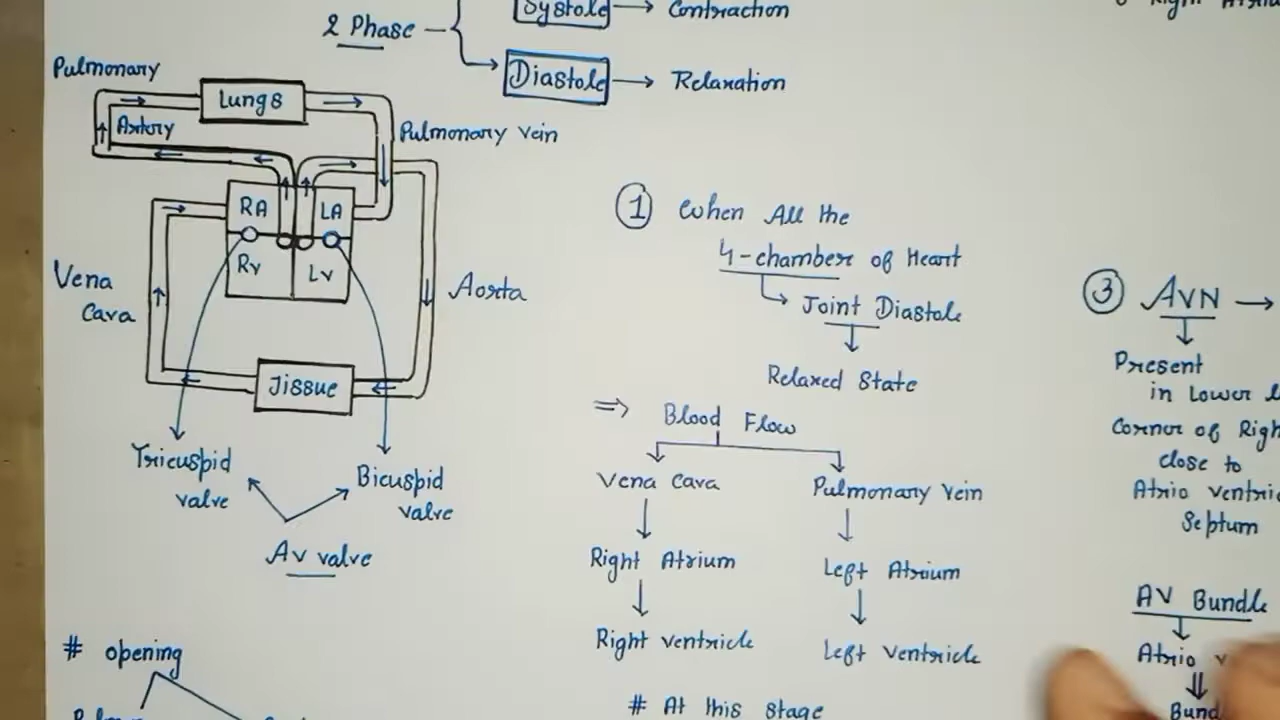 2 Phase
Systole → Contraction
Diastole → Relaxation
Pulmonary
Artery
Lungs
Pulmonary Vein
RA
LA
RV
LV
Vena
Cava
Aorta
Tissue
Tricuspid
valve
Bicuspid
valve
AV valve
# opening
① When All the
4-chamber of Heart
Joint Diastole
Relaxed State
⇒ Blood Flow
Vena Cava
Right Atrium
Right ventricle
Pulmonary Vein
Left Atrium
Left Ventricle
# At this stage
③ AVN →
Present
in Lower
Corner of
close to
Atrio
Septum
AV Bundle
Atrio